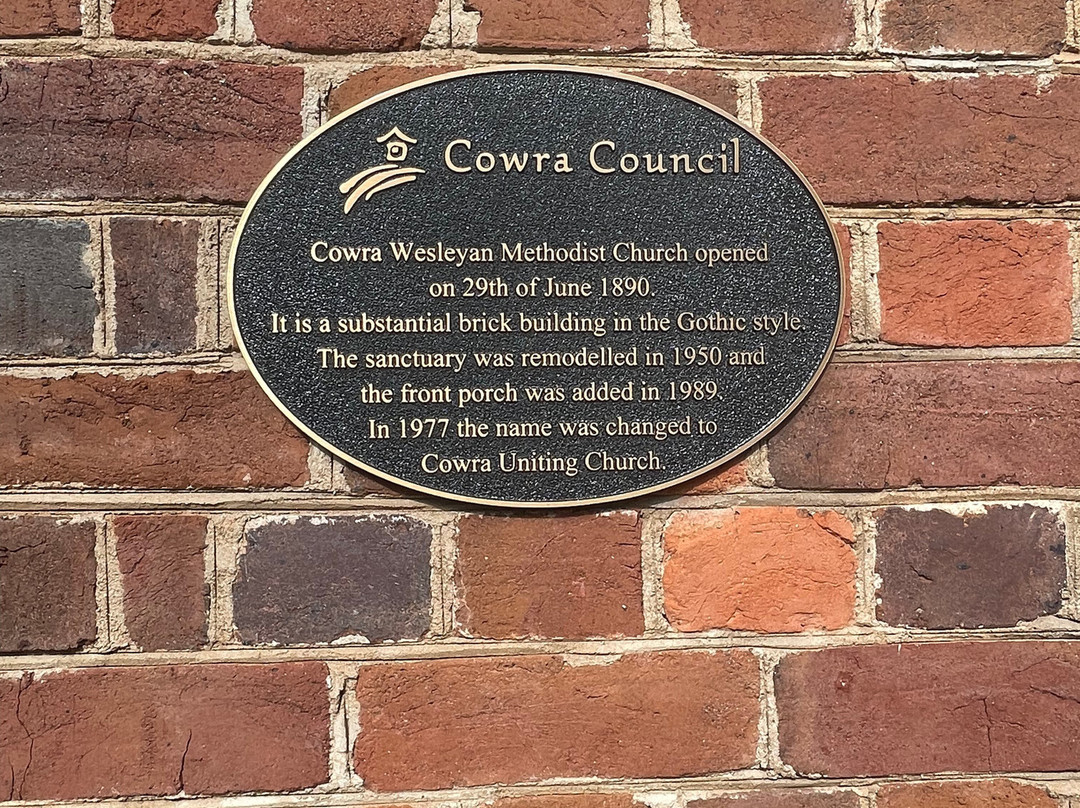 Cowra Council
Cowra Wesleyan Methodist Church opened
on 29th of June 1890.
It is a substantial brick building in the Gothic style.
The sanctuary was remodelled in 1950 and
the front porch was added in 1989.
In 1977 the name was changed to
Cowra Uniting Church.